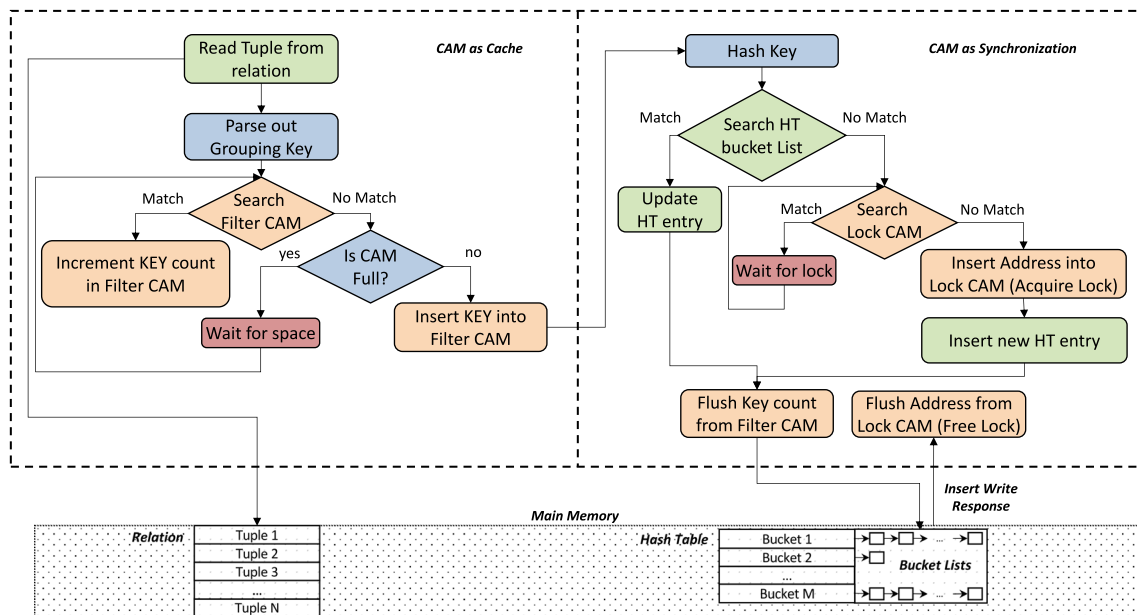 CAM as Cache
Read Tuple from
relation
Parse out
Grouping Key
Search
Filter CAM
Match
No Match
Increment KEY count
in Filter CAM
Is CAM
Full?
yes
no
Wait for space
Insert KEY into
Filter CAM
CAM as Synchronization
Hash Key
Search HT
bucket List
Match
No Match
Update
HT entry
Search
Lock CAM
Match
No Match
Wait for lock
Insert Address into
Lock CAM (Acquire Lock)
Insert new HT entry
Flush Key count
from Filter CAM
Flush Address from
Lock CAM (Free Lock)
Insert Write
Response
Main Memory
Relation
Tuple 1
Tuple 2
Tuple 3
...
Tuple N
Hash Table
Bucket 1
Bucket 2
...
Bucket M
...
Bucket Lists
...